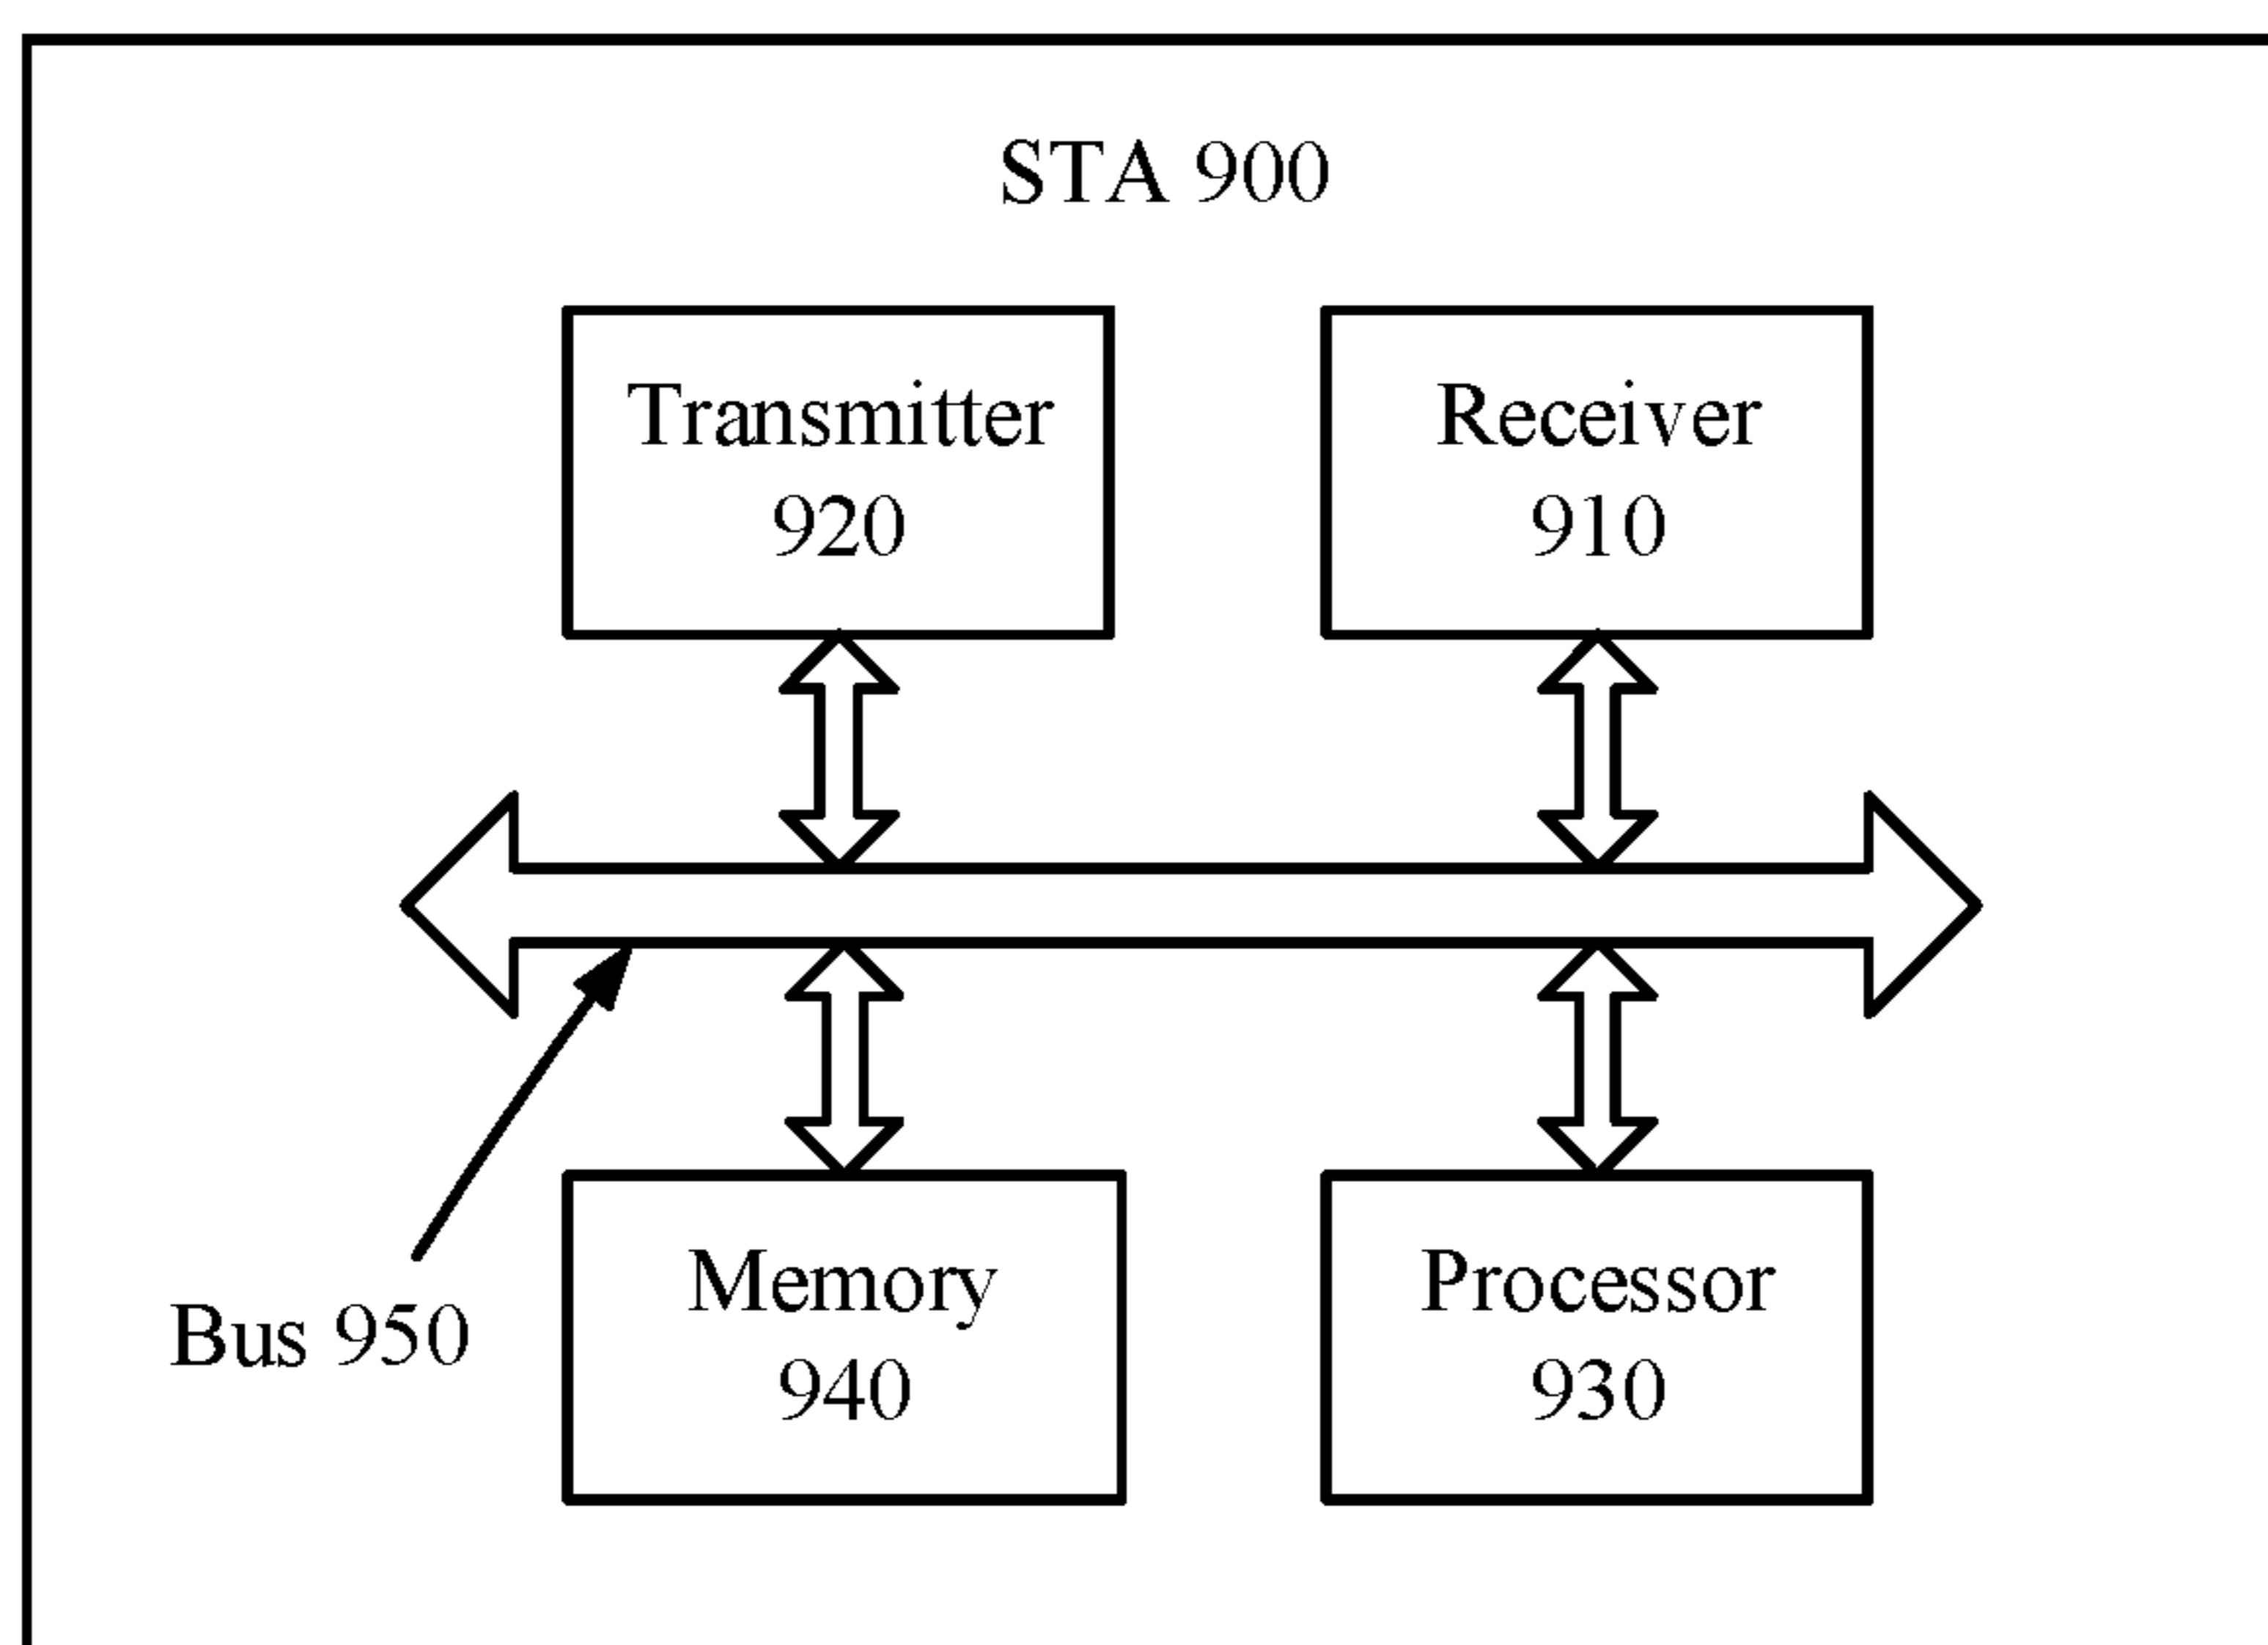 STA 900
Transmitter
920
Receiver
910
Bus 950
Memory
940
Processor
930